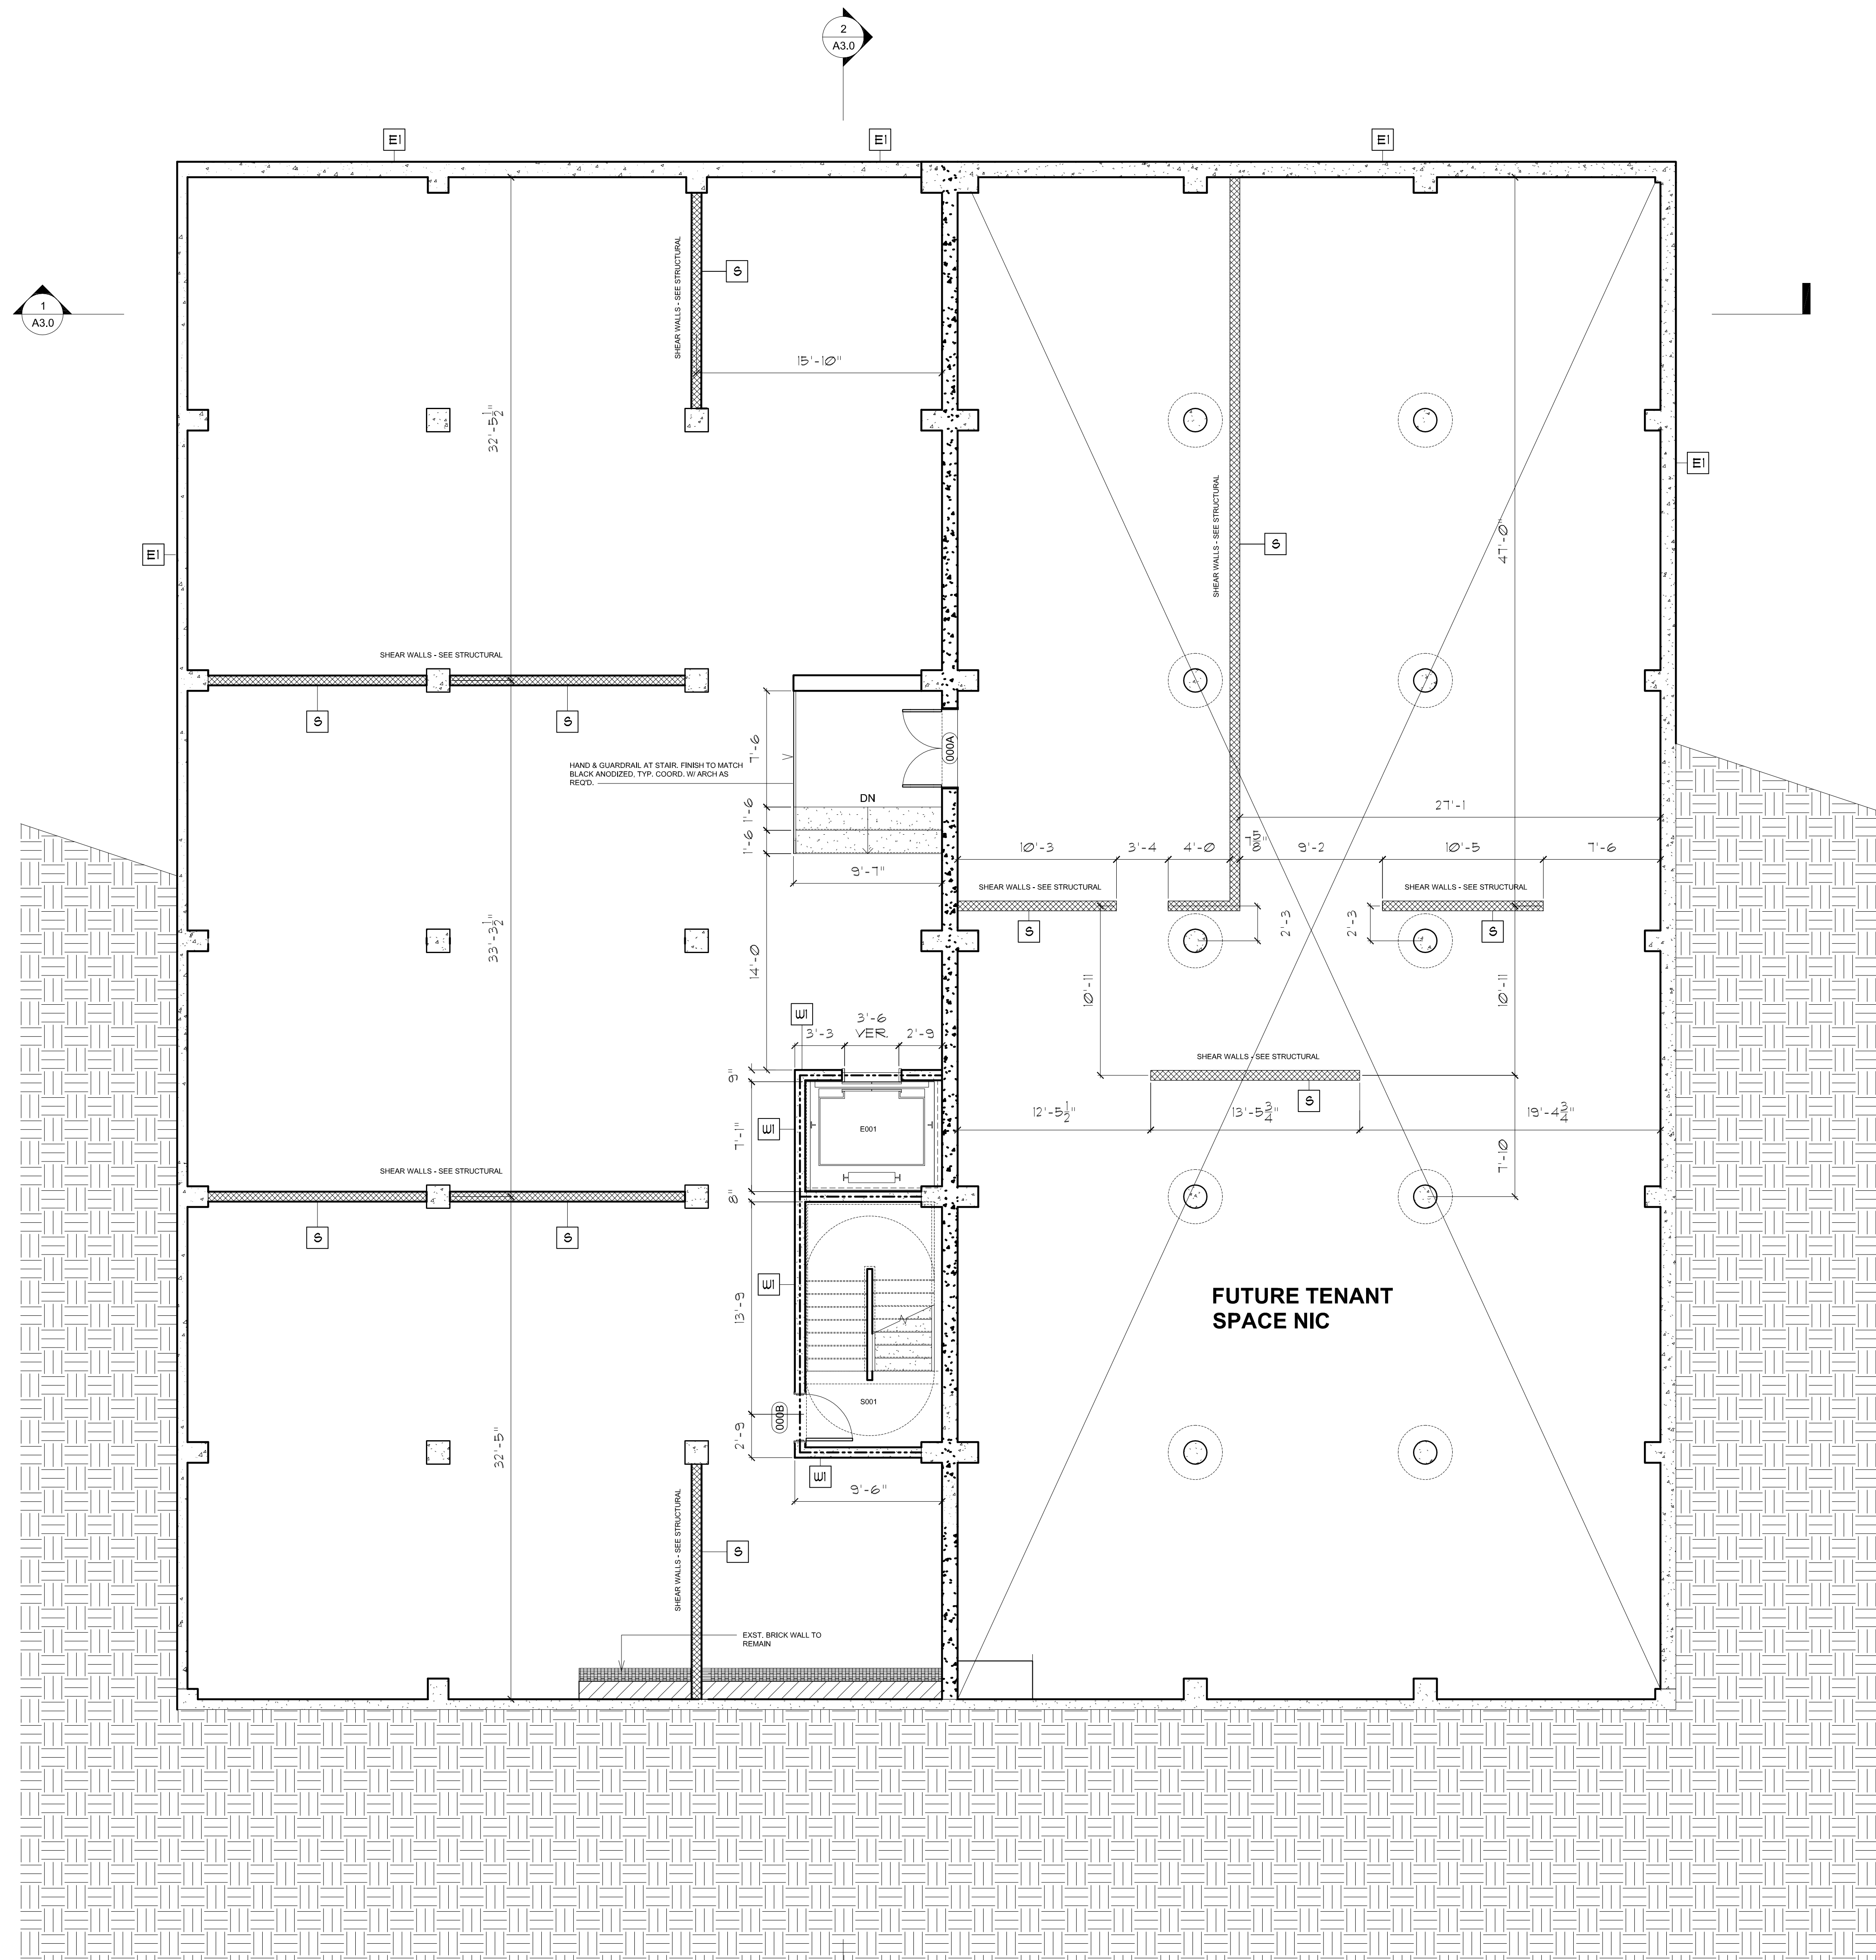 2
A3.0
E1
E1
E1
1
A3.0
SHEAR WALLS - SEE STRUCTURAL
S
15'-10"
32'-5 1/2"
E1
SHEAR WALLS - SEE STRUCTURAL
S
47'-0"
E1
SHEAR WALLS - SEE STRUCTURAL
S
S
HAND & GUARDRAIL AT STAIR. FINISH TO MATCH
BLACK ANODIZED, TYP. COORD. W/ ARCH AS
REQ'D.
7'-6
000A
DN
1'-6
1'-6
9'-7"
27'-1
10'-3
3'-4
4'-0
7 5/8"
9'-2
10'-5
7'-6
SHEAR WALLS - SEE STRUCTURAL
SHEAR WALLS - SEE STRUCTURAL
S
2'-3
2'-3
S
33'-3 1/2"
14'-0
10'-11
10'-11
W1
3'-6
3'-3
VER.
2'-9
SHEAR WALLS - SEE STRUCTURAL
9"
S
12'-5 1/2"
13'-5 3/4"
19'-4 3/4"
W1
7'-1"
E001
7'-10
SHEAR WALLS - SEE STRUCTURAL
8"
S
S
W1
13'-9
FUTURE TENANT
SPACE NIC
S001
000B
2'-9
32'-5"
W1
9'-6"
SHEAR WALLS - SEE STRUCTURAL
S
EXST. BRICK WALL TO
REMAIN